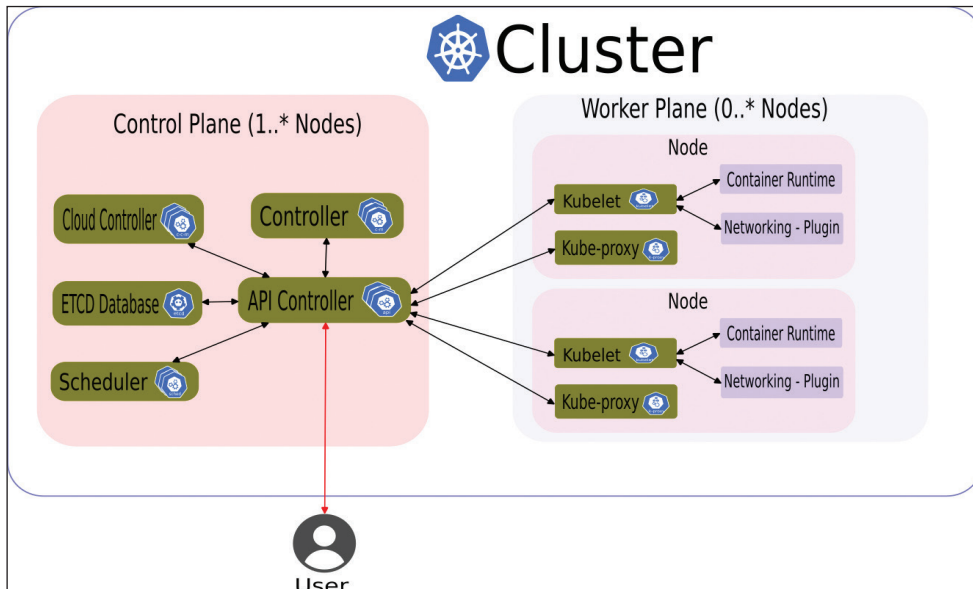 Cluster
Control Plane (1..* Nodes)
Cloud Controller
Controller
ETCD Database
API Controller
Scheduler
Worker Plane (0..* Nodes)
Node
Kubelet
Container Runtime
Networking - Plugin
Kube-proxy
Node
Kubelet
Container Runtime
Networking - Plugin
Kube-proxy
User